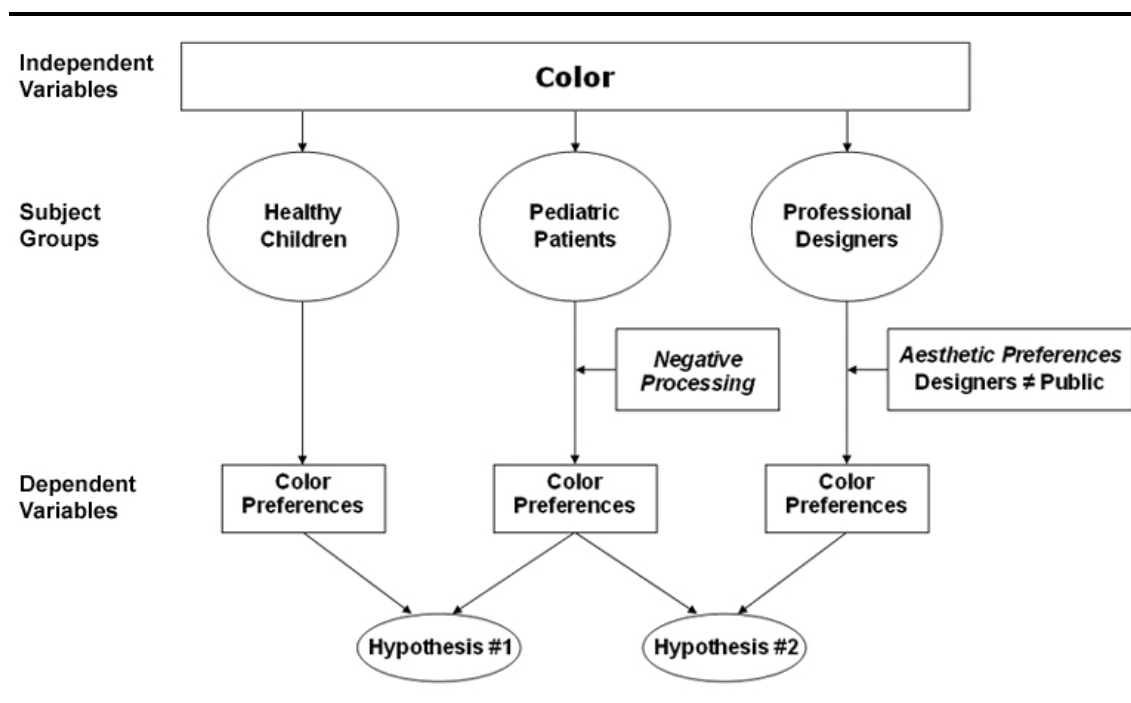 Independent
Variables
Color
Subject
Groups
Healthy
Children
Pediatric
Patients
Professional
Designers
Negative
Processing
Aesthetic Preferences
Designers ≠ Public
Dependent
Variables
Color
Preferences
Color
Preferences
Color
Preferences
Hypothesis #1
Hypothesis #2